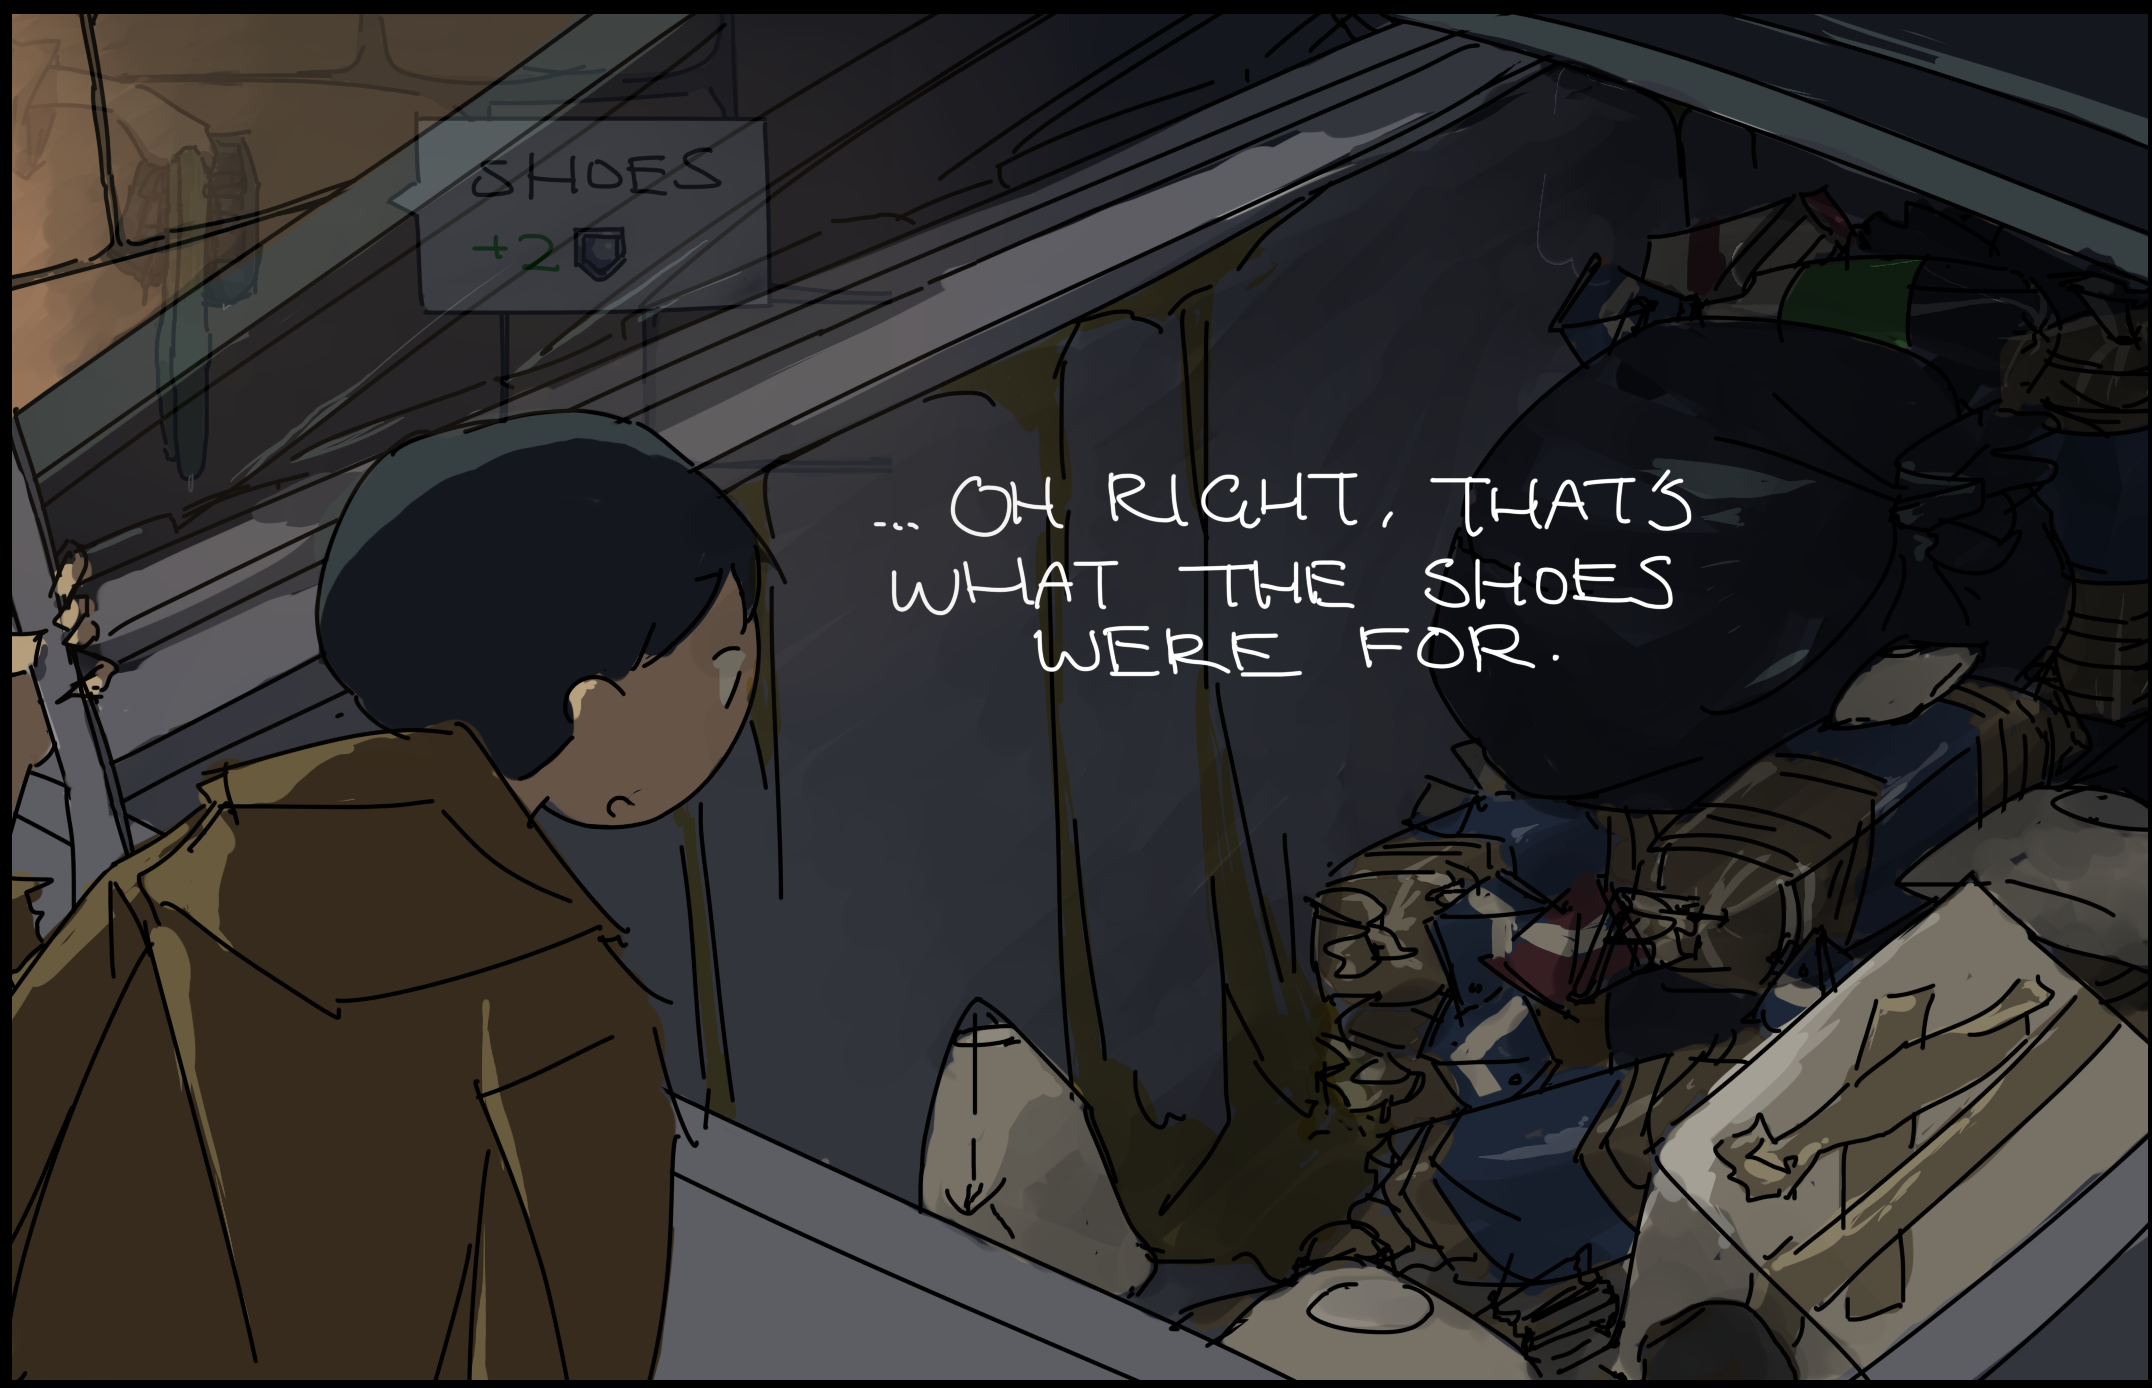 SHOES
+2
... OH RIGHT, THAT'S
WHAT THE SHOES
WERE FOR.